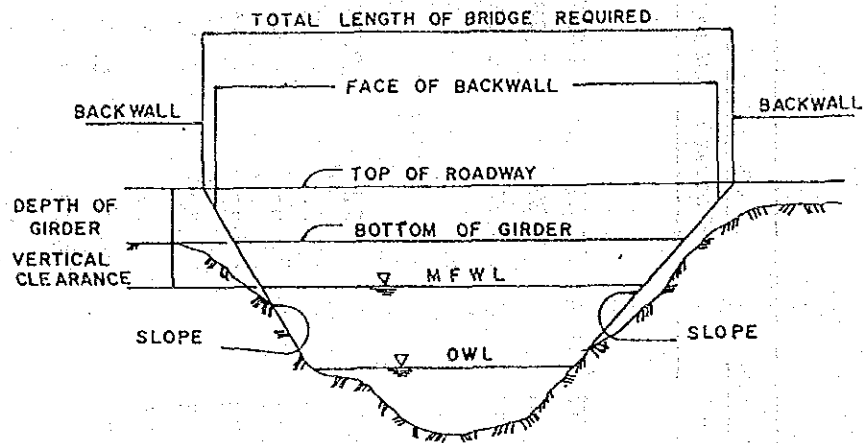 TOTAL LENGTH OF BRIDGE REQUIRED
FACE OF BACKWALL
BACKWALL
BACKWALL
TOP OF ROADWAY
DEPTH OF
GIRDER
BOTTOM OF GIRDER
VERTICAL
CLEARANCE
MFWL
SLOPE
SLOPE
OWL